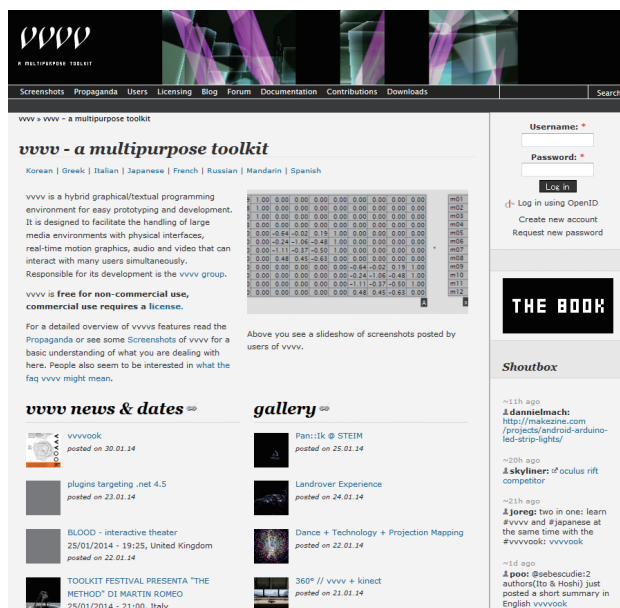 vvvv
A MULTIPURPOSE TOOLKIT
Screenshots Propaganda Users Licensing Blog Forum Documentation Contributions Downloads
Search
vvvv » vvvv - a multipurpose toolkit
vvvv - a multipurpose toolkit
Korean | Greek | Italian | Japanese | French | Russian | Mandarin | Spanish
vvvv is a hybrid graphical/textual programming
environment for easy prototyping and development.
It is designed to facilitate the handling of large
media environments with physical interfaces,
real-time motion graphics, audio and video that can
interact with many users simultaneously.
Responsible for its development is the vvvv group.
vvvv is free for non-commercial use,
commercial use requires a license.
For a detailed overview of vvvvs features read the
Propaganda or see some Screenshots of vvvv for a
basic understanding of what you are dealing with
here. People also seem to be interested in what the
faq vvvv might mean.
Above you see a slideshow of screenshots posted by
users of vvvv.
vvvv news & dates
vvvvook
posted on 30.01.14
plugins targeting .net 4.5
posted on 23.01.14
BLOOD - interactive theater
25/01/2014 - 19:25, United Kingdom
posted on 22.01.14
TOOLKIT FESTIVAL PRESENTA "THE
METHOD" DI MARTIN ROMEO
25/01/2014 - 21:00, Italy
gallery
Pan::Ik @ STEIM
posted on 25.01.14
Landrover Experience
posted on 24.01.14
Dance + Technology + Projection Mapping
posted on 22.01.14
360° // vvvv + kinect
posted on 21.01.14
Username: *
Password: *
Log in
Log in using OpenID
Create new account
Request new password
THE BOOK
Shoutbox
~11h ago
dannielmach:
http://makezine.com
/projects/android-arduino-
led-strip-lights/
~20h ago
skyliner: oculus rift
competitor
~21h ago
joreg: two in one: learn
#vvvv and #japanese at
the same time with the
#vvvvook: vvvvook
~1d ago
poo: @sebescudie:2
authors(Ito & Hoshi) just
posted a short summary in
English vvvvook